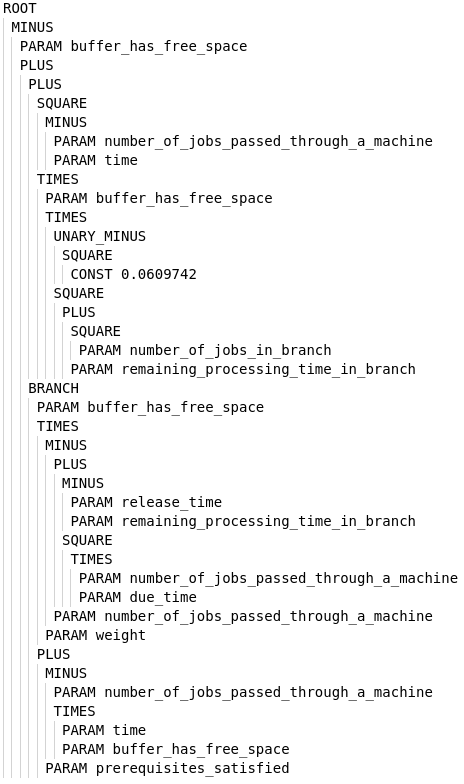 ROOT
MINUS
PARAM buffer_has_free_space
PLUS
PLUS
SQUARE
MINUS
PARAM number_of_jobs_passed_through_a_machine
PARAM time
TIMES
PARAM buffer_has_free_space
TIMES
UNARY_MINUS
SQUARE
CONST 0.0609742
SQUARE
PLUS
SQUARE
PARAM number_of_jobs_in_branch
PARAM remaining_processing_time_in_branch
BRANCH
PARAM buffer_has_free_space
TIMES
MINUS
PLUS
MINUS
PARAM release_time
PARAM remaining_processing_time_in_branch
SQUARE
TIMES
PARAM number_of_jobs_passed_through_a_machine
PARAM due_time
PARAM number_of_jobs_passed_through_a_machine
PARAM weight
PLUS
MINUS
PARAM number_of_jobs_passed_through_a_machine
TIMES
PARAM time
PARAM buffer_has_free_space
PARAM prerequisites_satisfied